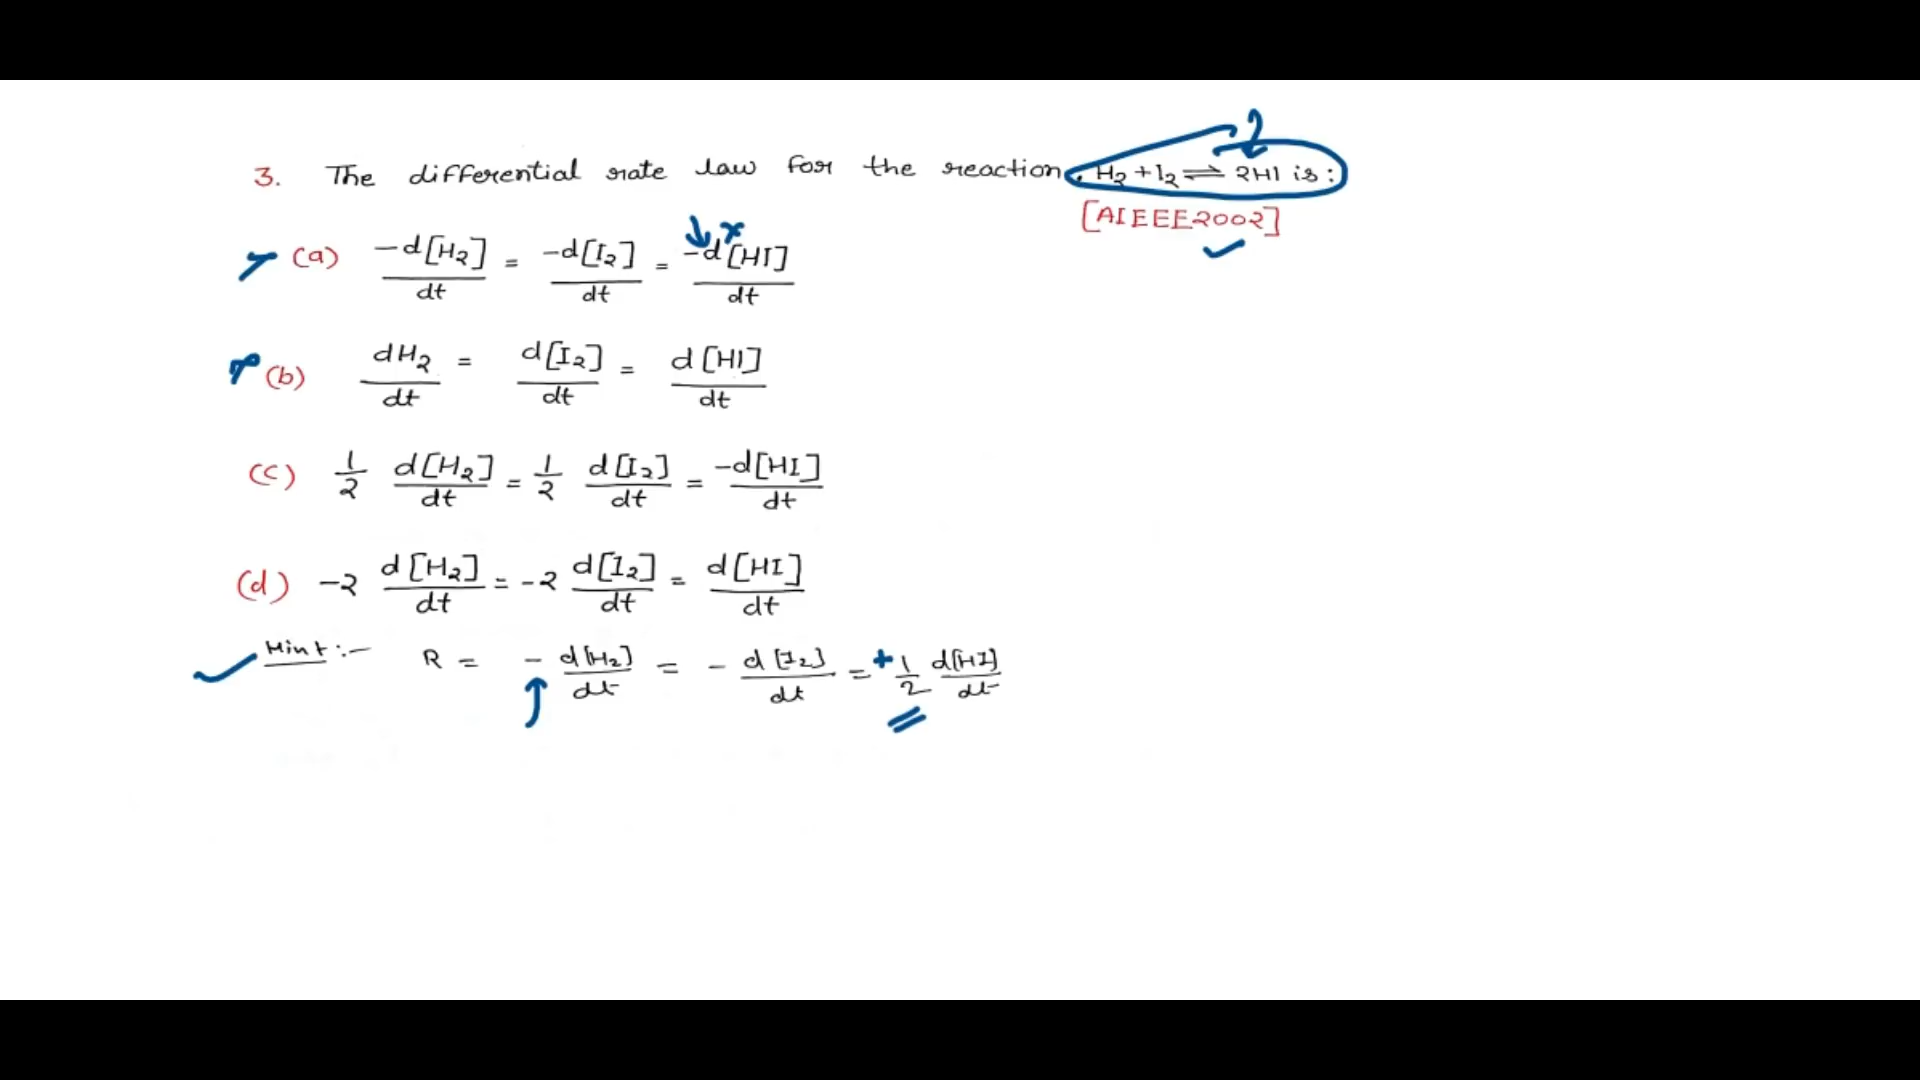 2
3. The differential rate law for the reaction, H₂ + I₂ ⇌ 2HI is:
[AIEEE2002]
(a) -d[H₂]/dt = -d[I₂]/dt = -d[HI]/dt
(b) dH₂/dt = d[I₂]/dt = d[HI]/dt
(c) 1/2 d[H₂]/dt = 1/2 d[I₂]/dt = -d[HI]/dt
(d) -2 d[H₂]/dt = -2 d[I₂]/dt = d[HI]/dt
Hint:- R = - d[H₂]/dt = - d[I₂]/dt = + 1/2 d[HI]/dt